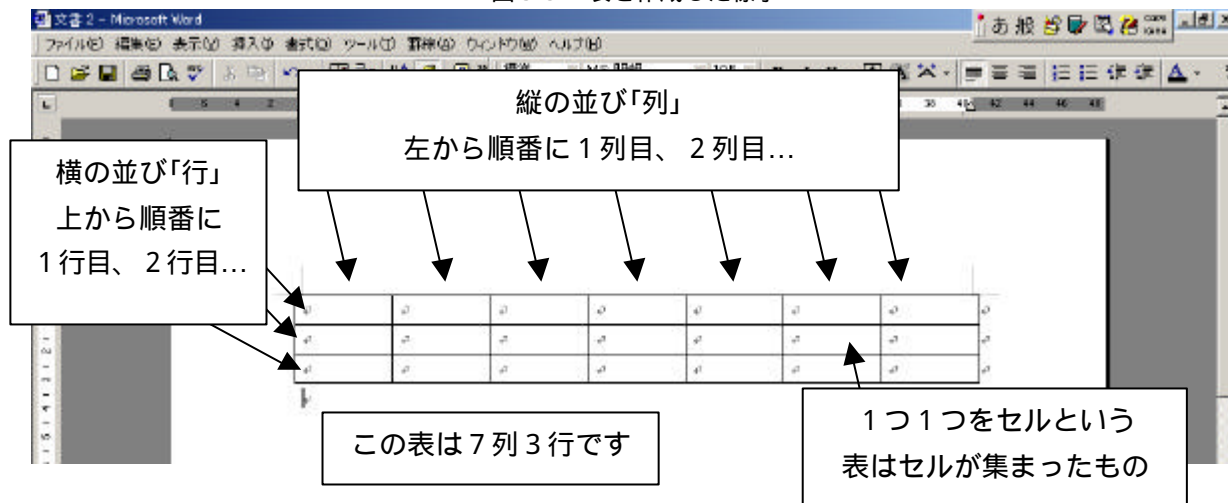 文書 2 - Microsoft Word
あ 般
ファイル(F) 編集(E) 表示(V) 挿入(I) 書式(O) ツール(T) 罫線(A) ウィンドウ(W) ヘルプ(H)
縦の並び｢列」
左から順番に１列目、２列目…
横の並び｢行」
上から順番に
１行目、２行目…
この表は７列３行です
１つ１つをセルという
表はセルが集まったもの